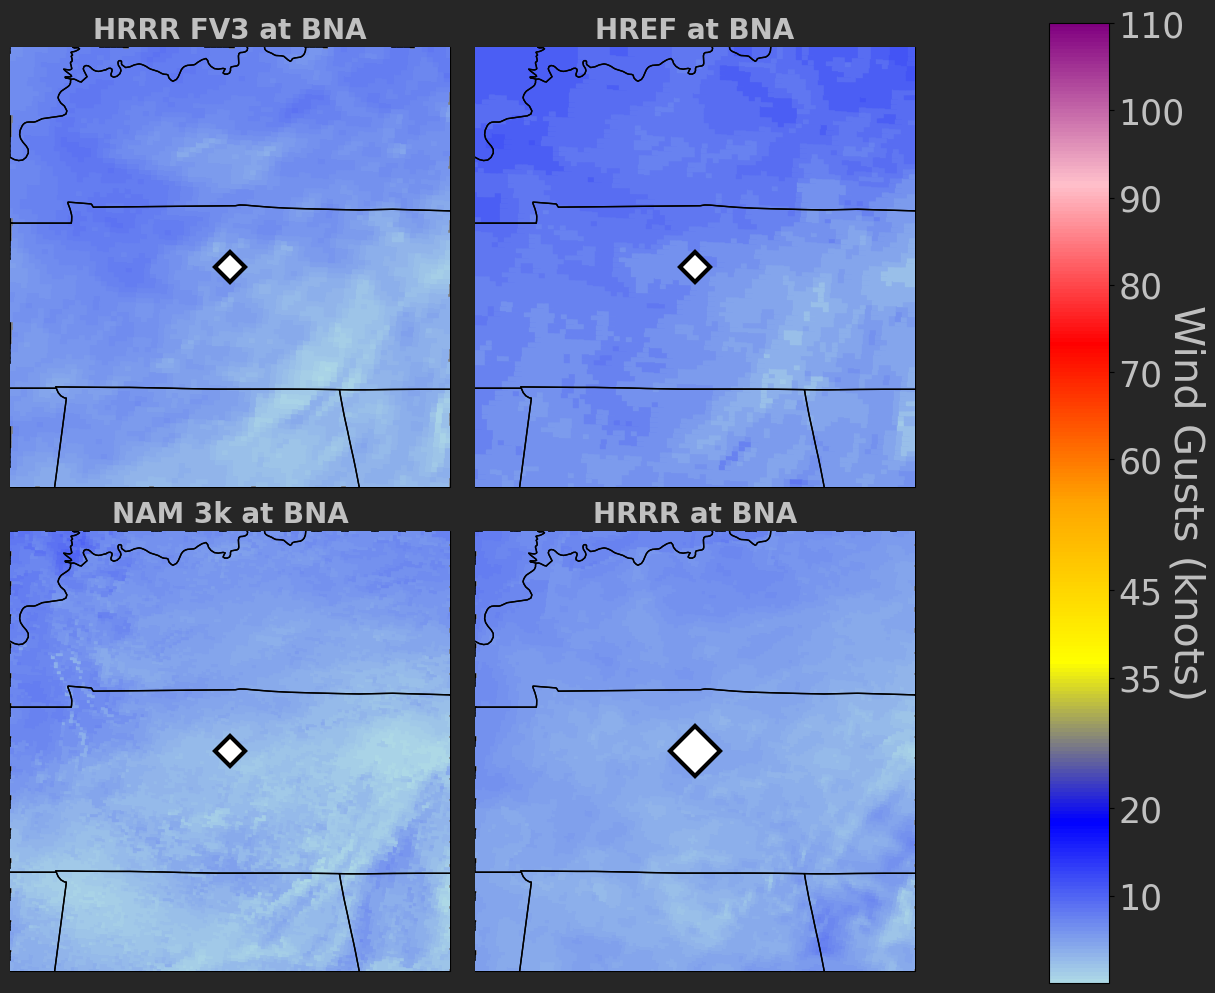 HRRR FV3 at BNA
HREF at BNA
NAM 3k at BNA
HRRR at BNA
110
100
90
80
70
60
45
35
20
10
Wind Gusts (knots)